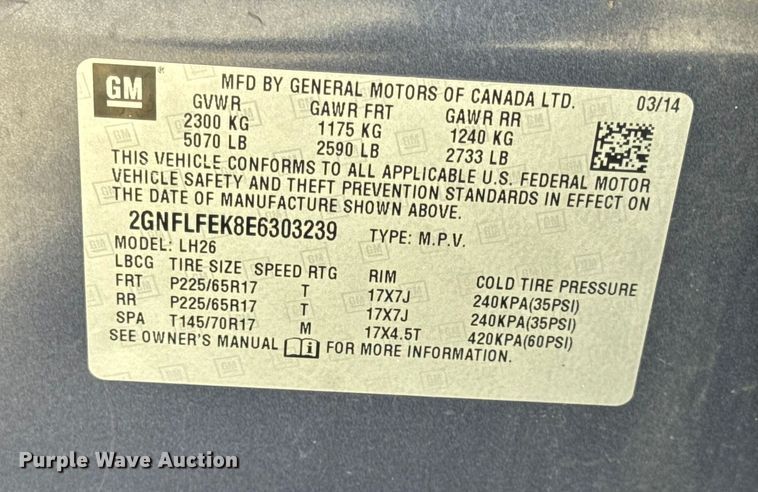 GM
MFD BY GENERAL MOTORS OF CANADA LTD. 03/14
GVWR GAWR FRT GAWR RR
2300 KG 1175 KG 1240 KG
5070 LB 2590 LB 2733 LB
THIS VEHICLE CONFORMS TO ALL APPLICABLE U.S. FEDERAL MOTOR
VEHICLE SAFETY AND THEFT PREVENTION STANDARDS IN EFFECT ON
THE DATE OF MANUFACTURE SHOWN ABOVE.
2GNFLFEK8E6303239 TYPE: M.P.V.
MODEL: LH26
LBCG TIRE SIZE SPEED RTG RIM COLD TIRE PRESSURE
FRT P225/65R17 T 17X7J 240KPA(35PSI)
RR P225/65R17 T 17X7J 240KPA(35PSI)
SPA T145/70R17 M 17X4.5T 420KPA(60PSI)
SEE OWNER'S MANUAL FOR MORE INFORMATION.
Purple Wave Auction